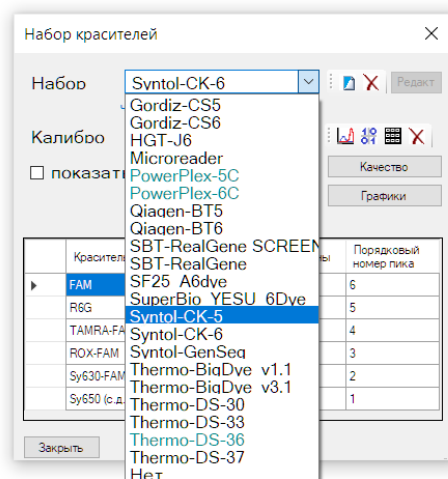 Набор красителей
Набор Syntol-CK-6 Редакт
Gordiz-CS5
Gordiz-CS6
Калибро HGT-J6
Microreader
показать PowerPlex-5C Качество
PowerPlex-6C Графики
Qiagen-BT5
Qiagen-BT6
SBT-RealGene SCREEN
Краситель SBT-RealGene ны Порядковый номер пика
FAM SF25_A6dye 6
SuperBio_YESU_6Dye
R6G Syntol-CK-5 5
TAMRA-FA Syntol-CK-6 4
ROX-FAM Syntol-GenSeq 3
Thermo-BigDye_v1.1
Sy630-FAM Thermo-BigDye_v3.1 2
Sy650 (с.д. Thermo-DS-30 1
Thermo-DS-33
Thermo-DS-36
Закрыть Thermo-DS-37
Нет